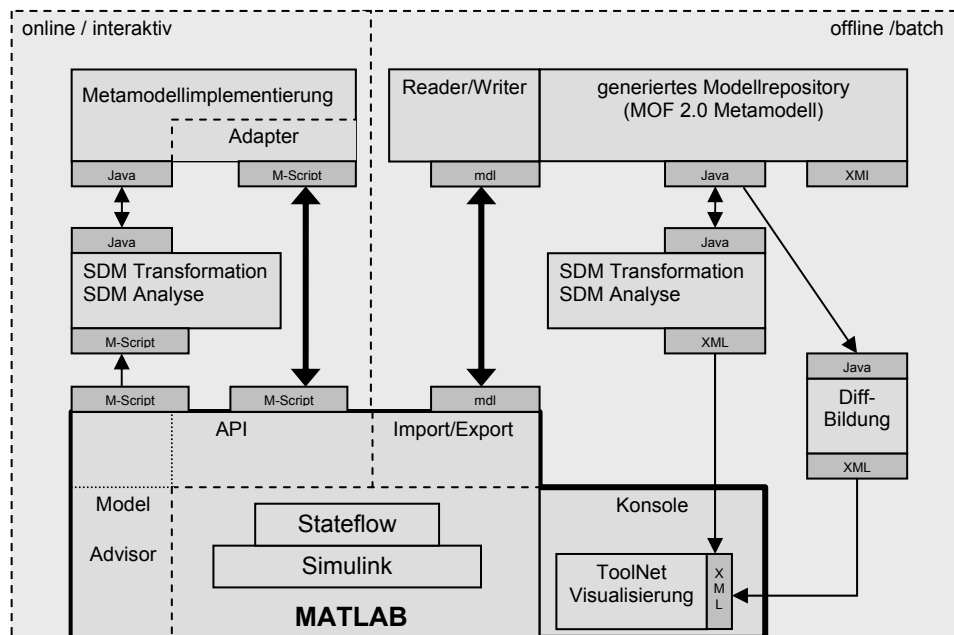 online / interaktiv
offline /batch
Metamodellimplementierung
Adapter
Reader/Writer
generiertes Modellrepository
(MOF 2.0 Metamodell)
Java
M-Script
mdl
Java
XMI
Java
SDM Transformation
SDM Analyse
M-Script
Java
SDM Transformation
SDM Analyse
XML
Java
Diff-
Bildung
XML
M-Script
M-Script
mdl
API
Import/Export
Model
Advisor
Stateflow
Simulink
MATLAB
Konsole
ToolNet
Visualisierung
X
M
L